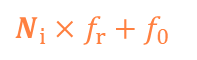 𝑵ᵢ × 𝑓ᵣ + 𝑓₀